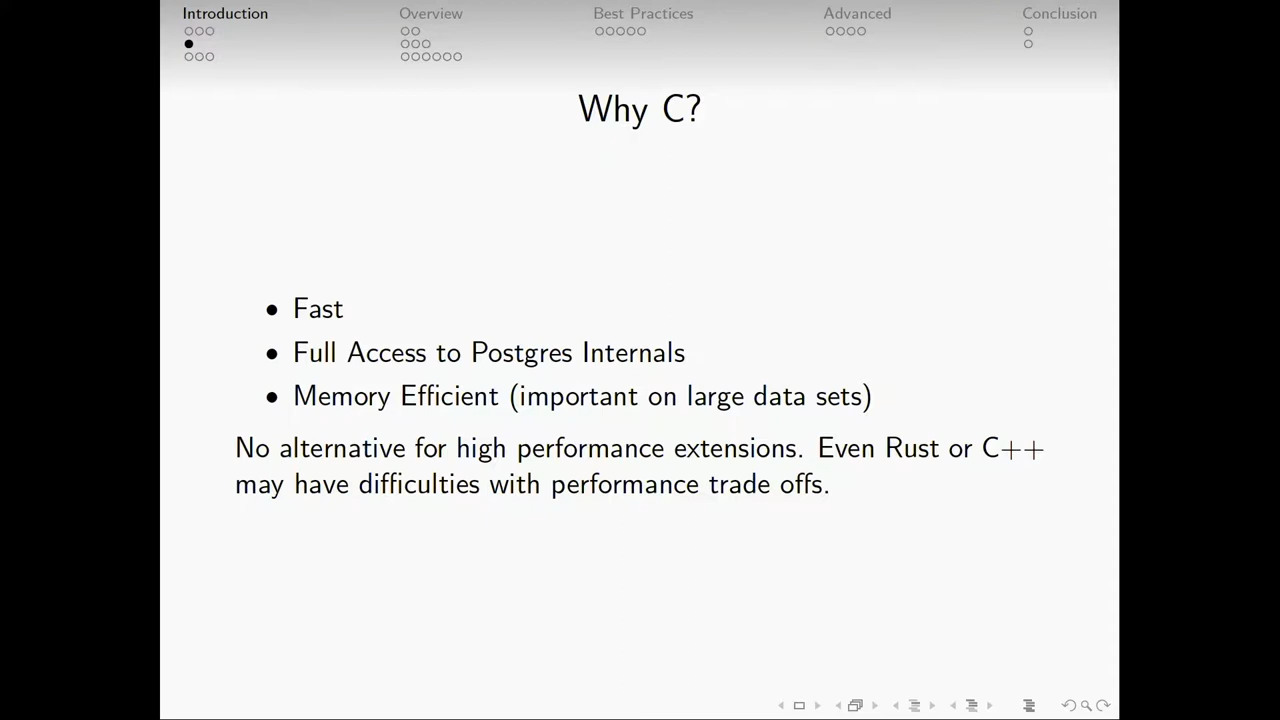 Introduction Overview Best Practices Advanced Conclusion
Why C?
• Fast
• Full Access to Postgres Internals
• Memory Efficient (important on large data sets)
No alternative for high performance extensions. Even Rust or C++
may have difficulties with performance trade offs.